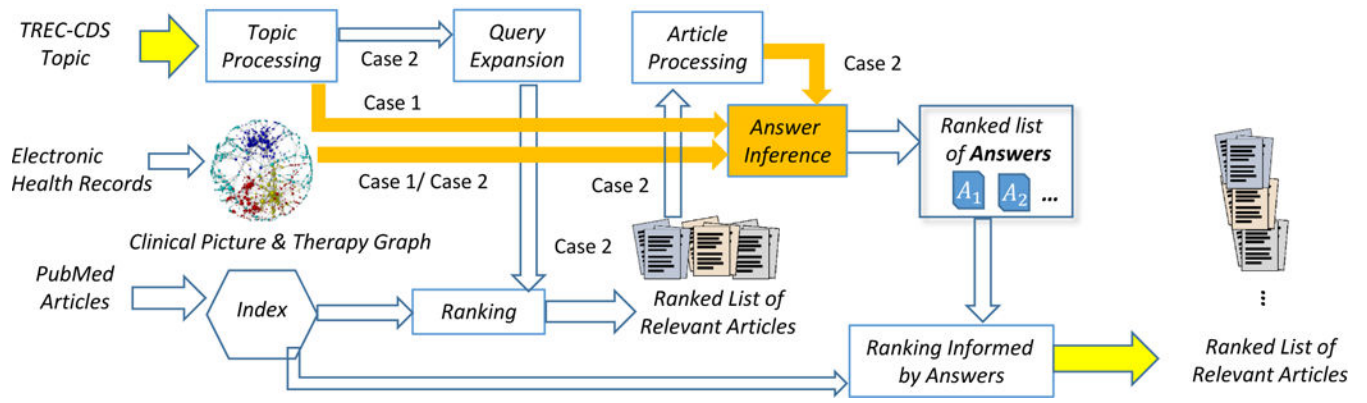 TREC-CDS
Topic
Topic
Processing
Case 2
Query
Expansion
Article
Processing
Case 2
Case 1
Answer
Inference
Ranked list
of Answers
A1 A2 ...
Electronic
Health Records
Case 1/ Case 2
Case 2
Clinical Picture & Therapy Graph
Case 2
PubMed
Articles
Index
Ranking
Ranked List of
Relevant Articles
Ranking Informed
by Answers
...
Ranked List of
Relevant Articles